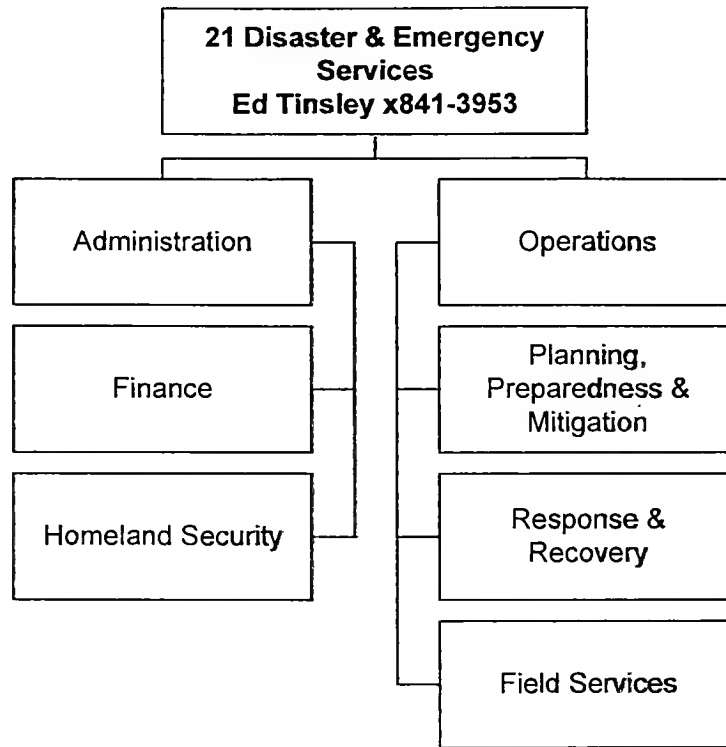 21 Disaster & Emergency
Services
Ed Tinsley x841-3953
Administration
Finance
Homeland Security
Operations
Planning,
Preparedness &
Mitigation
Response &
Recovery
Field Services